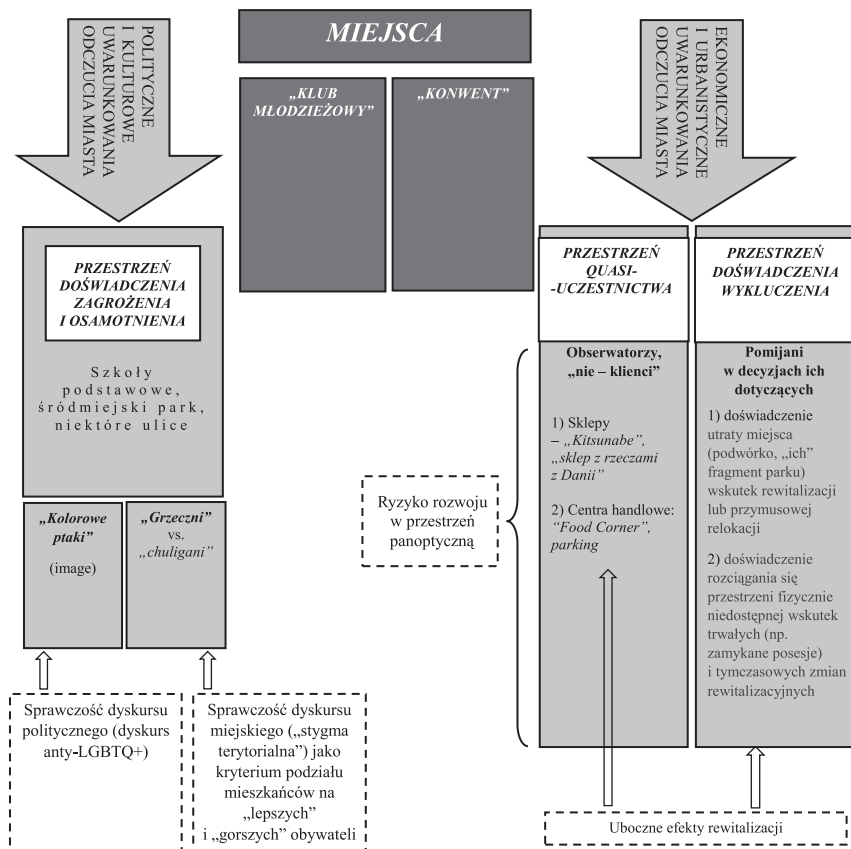 POLITYCZNE
I KULTUROWE
UWARUNKOWANIA
ODCZUCIA MIASTA
MIEJSCA
„KLUB
MŁODZIEŻOWY”
„KONWENT”
EKONOMICZNE
I URBANISTYCZNE
UWARUNKOWANIA
ODCZUCIA MIASTA
PRZESTRZEŃ
DOŚWIADCZENIA
ZAGROŻENIA
I OSAMOTNIENIA
Szkoły
podstawowe,
śródmiejski park,
niektóre ulice
„Kolorowe
ptaki”
(image)
„Grzeczni”
vs.
„chuligani”
Sprawczość dyskursu
politycznego (dyskurs
anty-LGBTQ+)
Sprawczość dyskursu
miejskiego („stygma
terytorialna”) jako
kryterium podziału
mieszkańców na
„lepszych”
i „gorszych” obywateli
Ryzyko rozwoju
w przestrzeń
panoptyczną
PRZESTRZEŃ
QUASI-
-UCZESTNICTWA
Obserwatorzy,
„nie – klienci”
1) Sklepy
– „Kitsunabe”,
„sklep z rzeczami
z Danii”
2) Centra handlowe:
“Food Corner”,
parking
PRZESTRZEŃ
DOŚWIADCZENIA
WYKLUCZENIA
Pomijani
w decyzjach ich
dotyczących
1) doświadczenie
utraty miejsca
(podwórko, „ich”
fragment parku)
wskutek rewitalizacji
lub przymusowej
relokacji
2) doświadczenie
rozciągania się
przestrzeni fizycznie
niedostępnej wskutek
trwałych (np.
zamykane posesje)
i tymczasowych zmian
rewitalizacyjnych
Uboczne efekty rewitalizacji